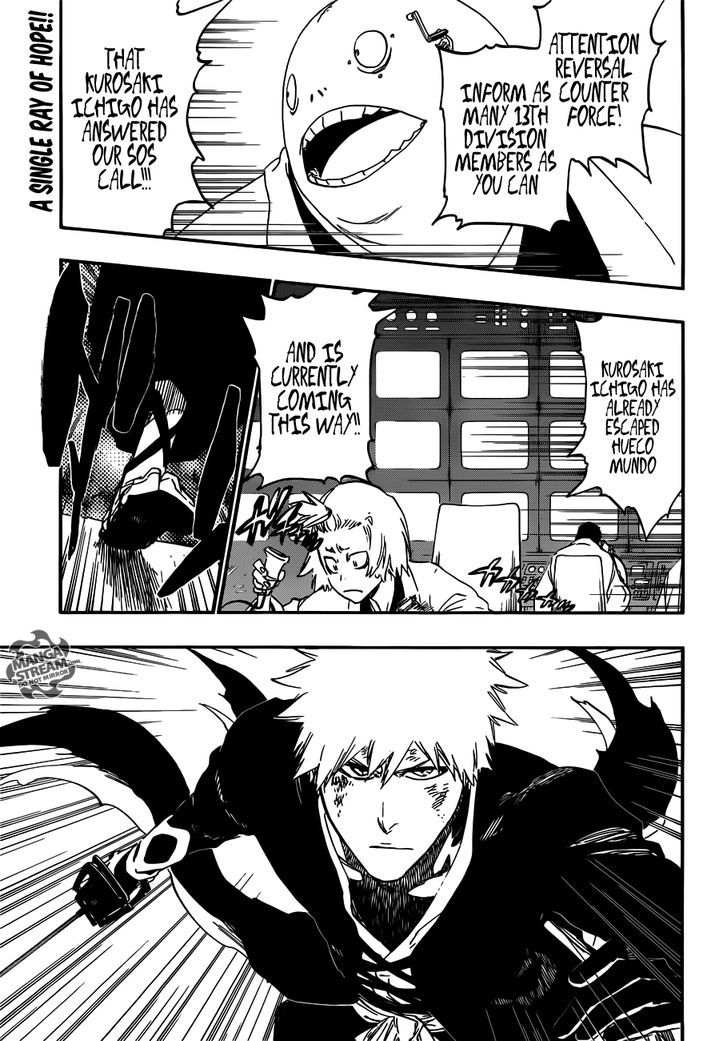 A SINGLE RAY OF HOPE!!
ATTENTION
REVERSAL
COUNTER
FORCE!
INFORM AS
MANY 13TH
DIVISION
MEMBERS AS
YOU CAN
THAT
KUROSAKI
ICHIGO HAS
ANSWERED
OUR SOS
CALL!!!
KUROSAKI
ICHIGO HAS
ALREADY
ESCAPED
HUECO
MUNDO
AND IS
CURRENTLY
COMING
THIS WAY!!
MANGA
STREAM.com
DO NOT MIRROR!